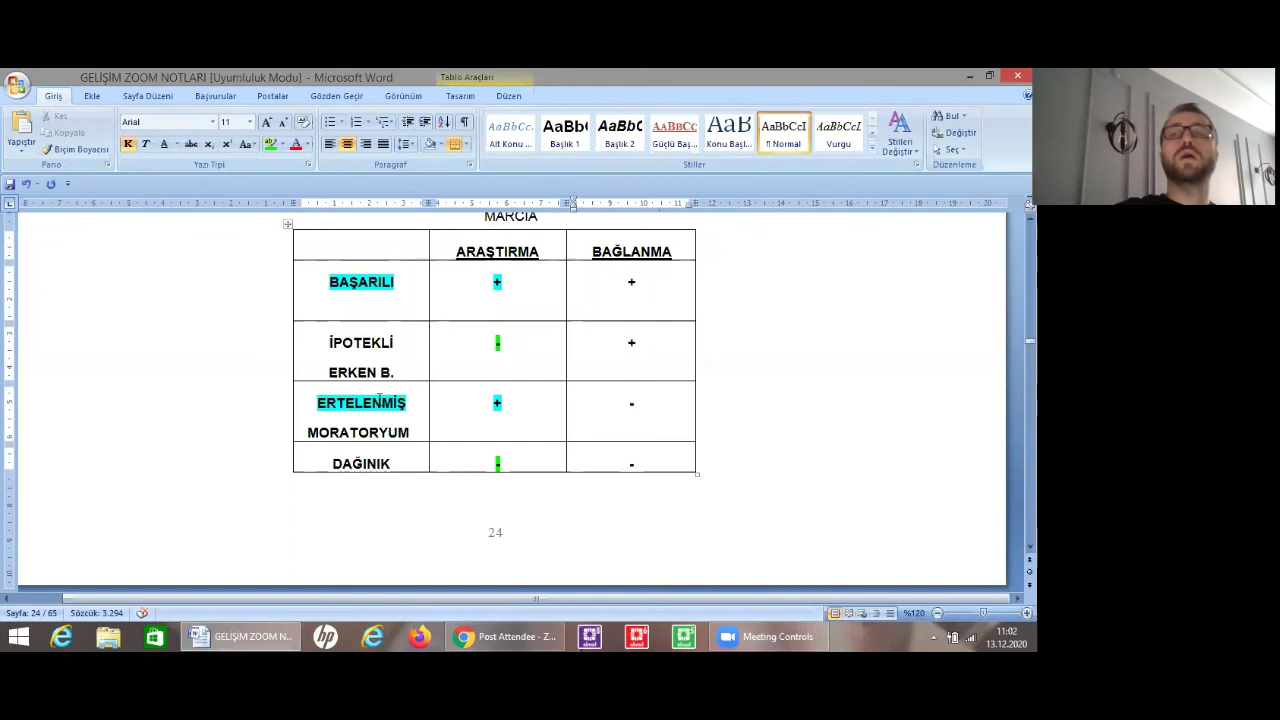 GELİŞİM ZOOM NOTLARI [Uyumluluk Modu] - Microsoft Word
Tablo Araçları
Giriş Ekle Sayfa Düzeni Başvurular Postalar Gözden Geçir Görünüm Tasarım Düzen
Yapıştır
Kes
Kopyala
Biçim Boyacısı
Pano
Arial 11
Yazı Tipi
Paragraf
AaBbCc. AaBbC AaBbC AaBBCc AaB AaBbCcI AaBbCcL
Alt Konu ... Başlık 1 Başlık 2 Güçlü Baş... Konu Başl... ¶ Normal Vurgu
Stilleri Değiştir
Stiller
Bul
Değiştir
Seç
Düzenleme
MARCIA
ARAŞTIRMA BAĞLANMA
BAŞARILI + +
İPOTEKLİ - +
ERKEN B.
ERTELENMİŞ + -
MORATORYUM
DAĞINIK - -
24
Sayfa: 24 / 65 Sözcük: 3.294 %120
GELİŞİM ZOOM N... Post Attendee - Z... Meeting Controls
11:02
13.12.2020